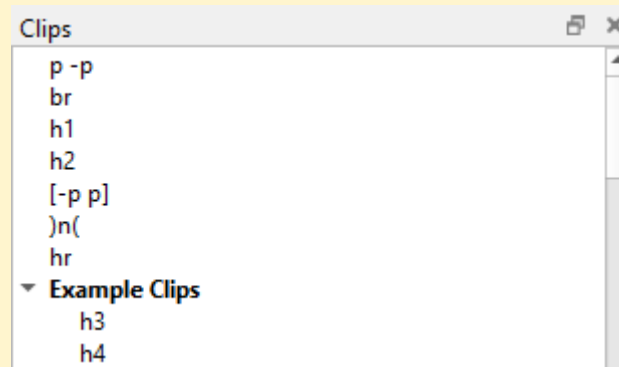 Clips
p -p
br
h1
h2
[-p p]
)n(
hr
Example Clips
h3
h4